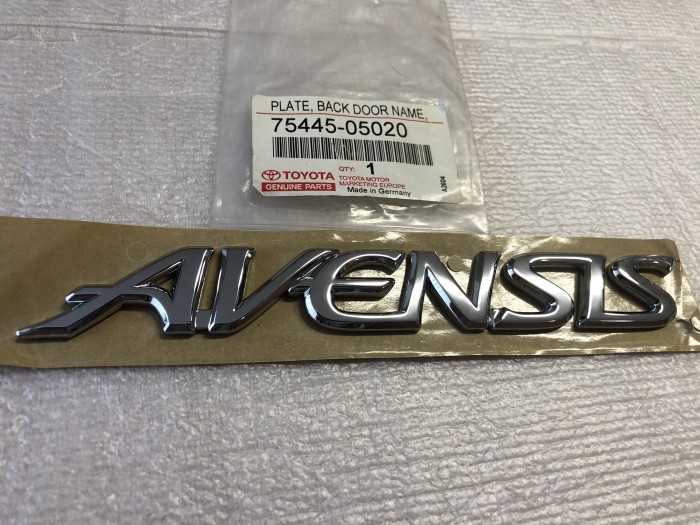 PLATE, BACK DOOR NAME,
75445-05020
TOYOTA
GENUINE PARTS
QTY: 1
TOYOTA MOTOR
MARKETING EUROPE
Made in Germany
A2604
AVENSIS